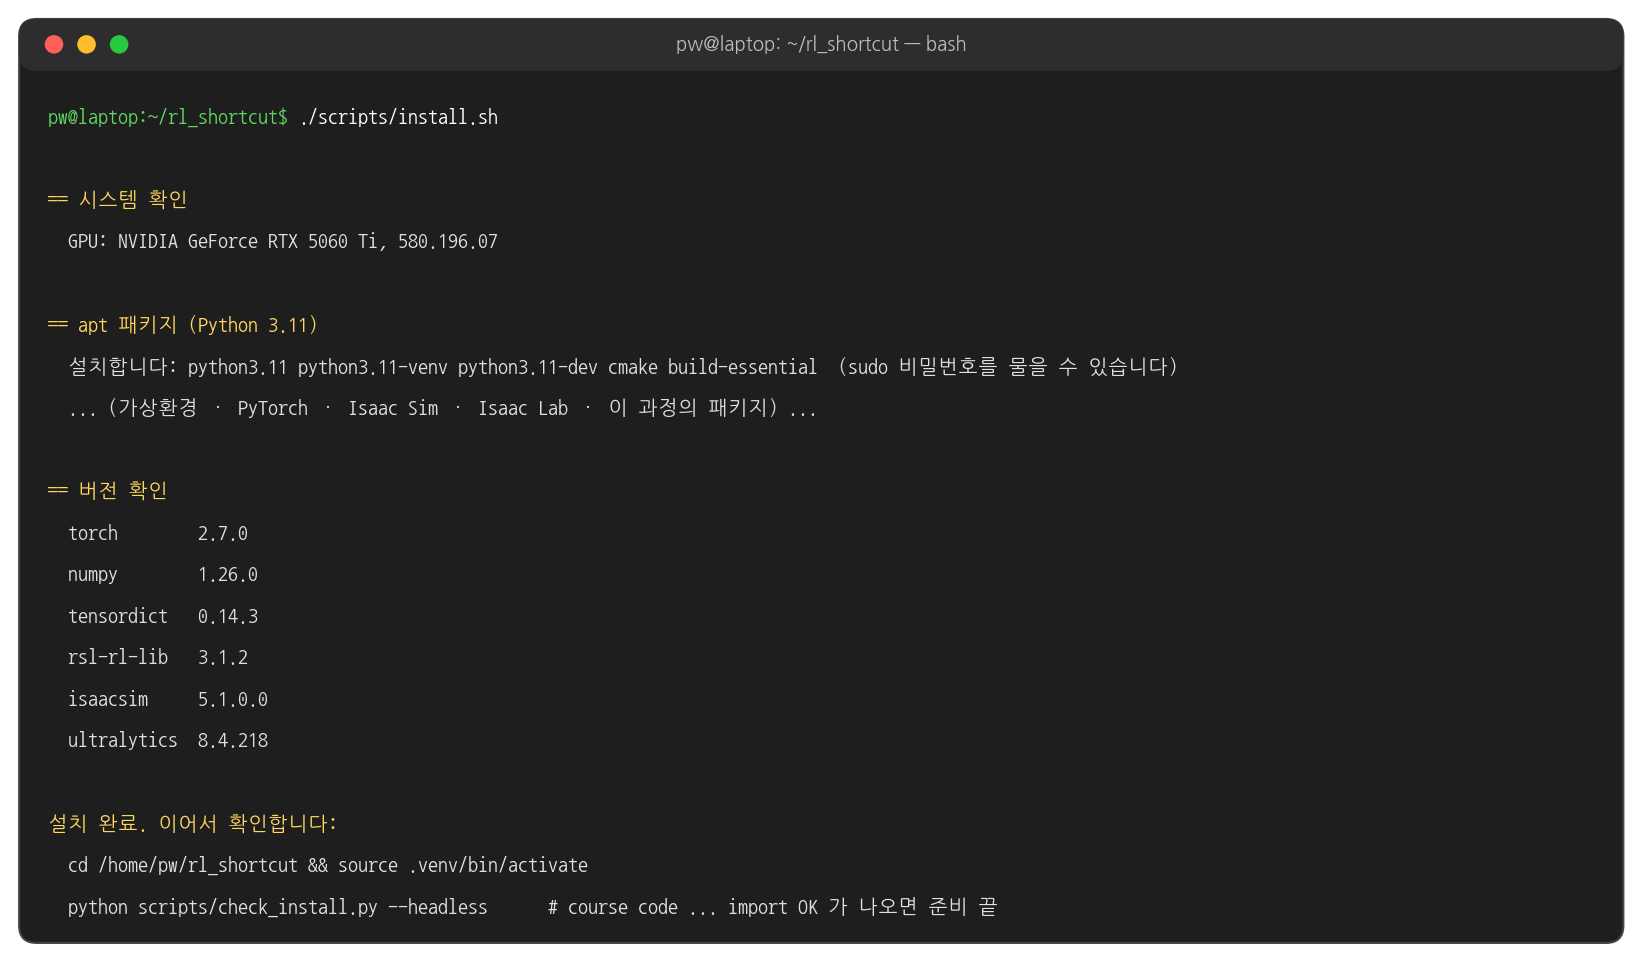 pw@laptop: ~/rl_shortcut — bash
pw@laptop:~/rl_shortcut$ ./scripts/install.sh
== 시스템 확인
GPU: NVIDIA GeForce RTX 5060 Ti, 580.196.07
== apt 패키지 (Python 3.11)
설치합니다: python3.11 python3.11-venv python3.11-dev cmake build-essential (sudo 비밀번호를 물을 수 있습니다)
... (가상환경 · PyTorch · Isaac Sim · Isaac Lab · 이 과정의 패키지) ...
== 버전 확인
torch 2.7.0
numpy 1.26.0
tensordict 0.14.3
rsl-rl-lib 3.1.2
isaacsim 5.1.0.0
ultralytics 8.4.218
설치 완료. 이어서 확인합니다:
cd /home/pw/rl_shortcut && source .venv/bin/activate
python scripts/check_install.py --headless # course code ... import OK 가 나오면 준비 끝